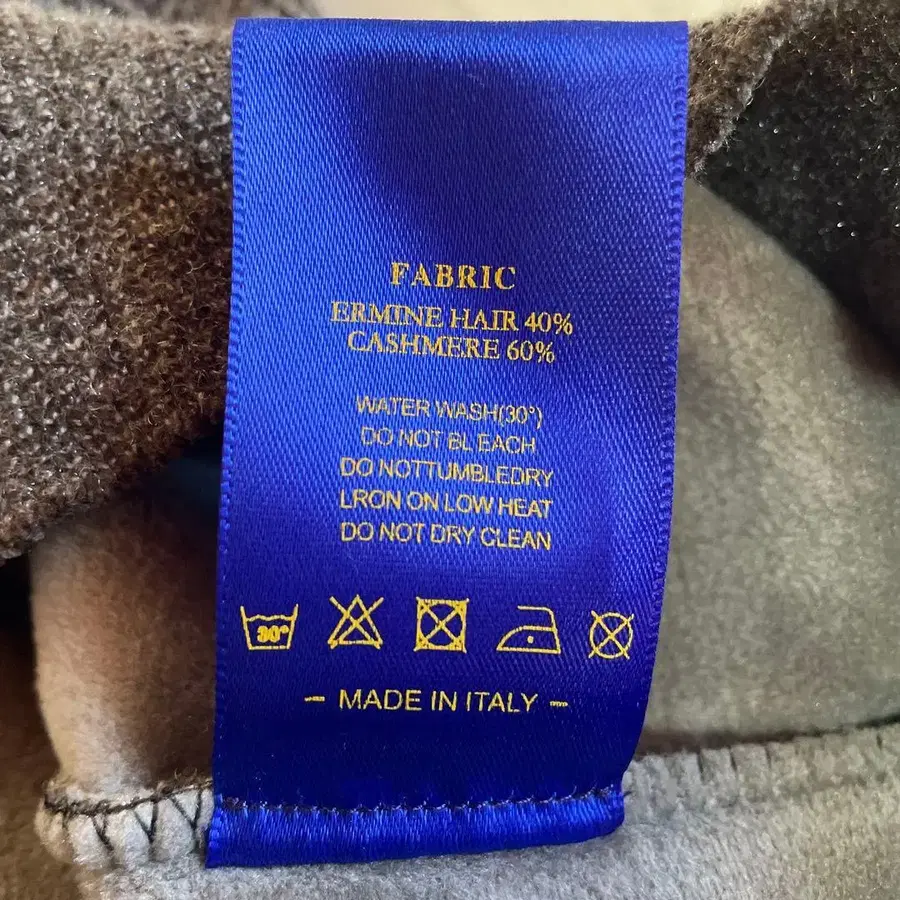 FABRIC
ERMINE HAIR 40%
CASHMERE 60%
WATER WASH(30°)
DO NOT BL EACH
DO NOTTUMBLEDRY
LRON ON LOW HEAT
DO NOT DRY CLEAN
30°
– MADE IN ITALY –